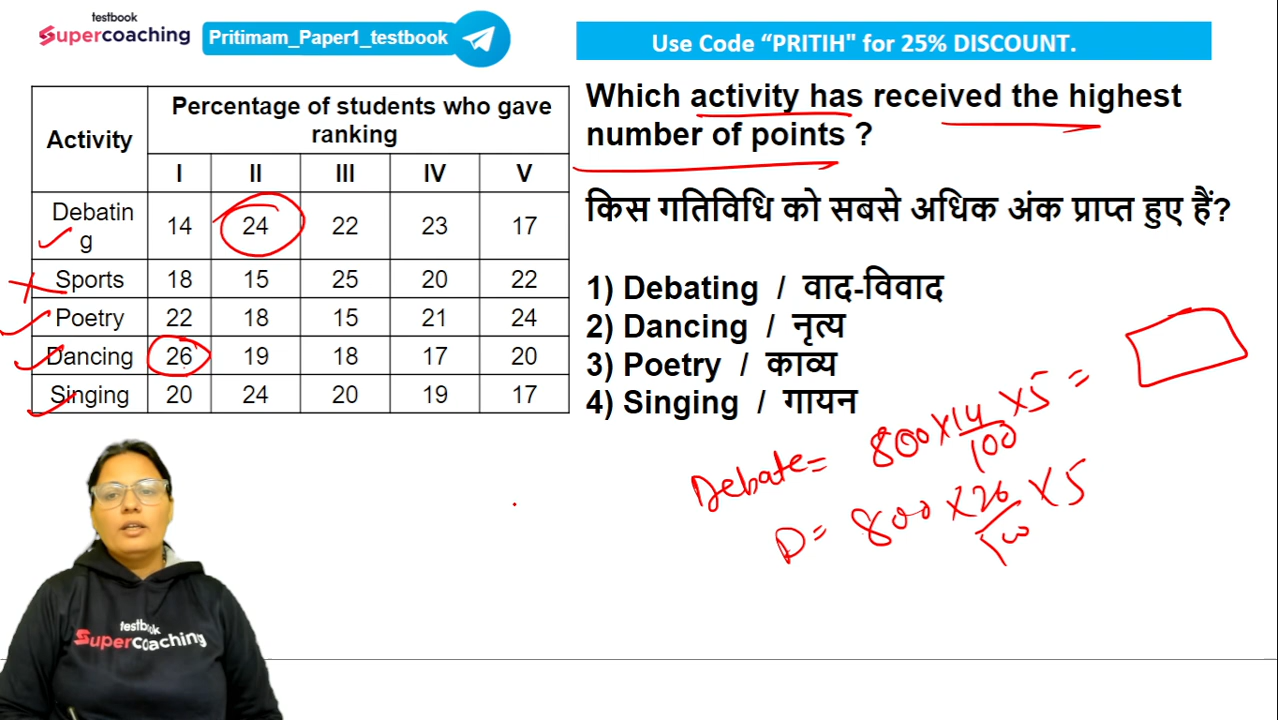 testbook
Supercoaching
Pritimam_Paper1_testbook
Use Code “PRITIH" for 25% DISCOUNT.
Activity
Percentage of students who gave
ranking
I II III IV V
Debatin
g 14 24 22 23 17
Sports 18 15 25 20 22
Poetry 22 18 15 21 24
Dancing 26 19 18 17 20
Singing 20 24 20 19 17
Which activity has received the highest
number of points ?
किस गतिविधि को सबसे अधिक अंक प्राप्त हुए हैं?
1) Debating / वाद-विवाद
2) Dancing / नृत्य
3) Poetry / काव्य
4) Singing / गायन
Debate = 800 × 14/100 × 5 =
D = 800 × 26/100 × 5
testbook
Supercoaching